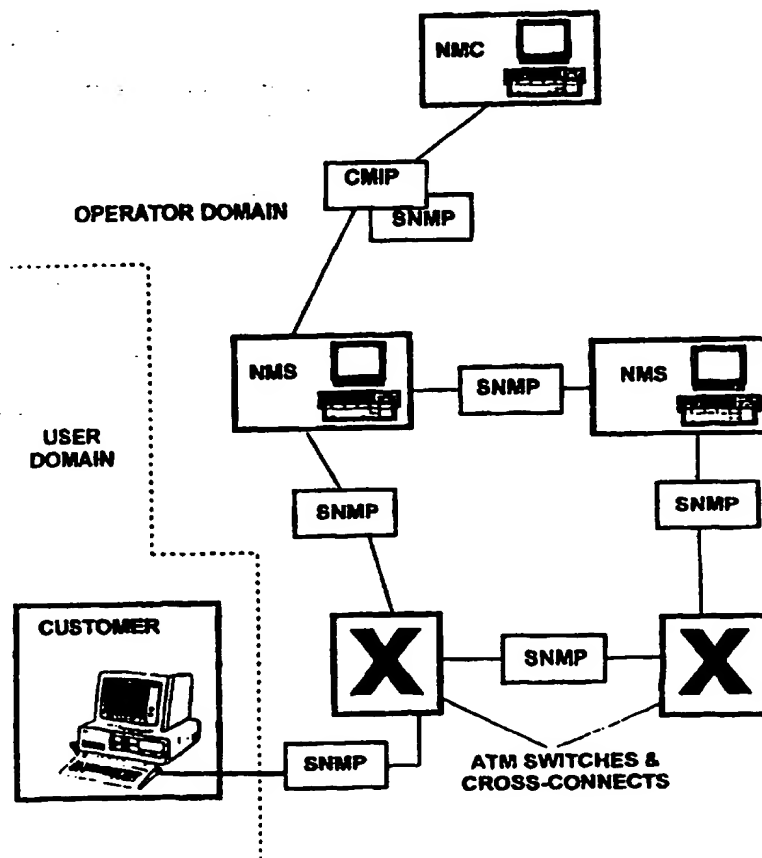 NMC
CMIP
SNMP
OPERATOR DOMAIN
NMS
SNMP
NMS
USER
DOMAIN
SNMP
SNMP
CUSTOMER
X
SNMP
X
SNMP
ATM SWITCHES &
CROSS-CONNECTS